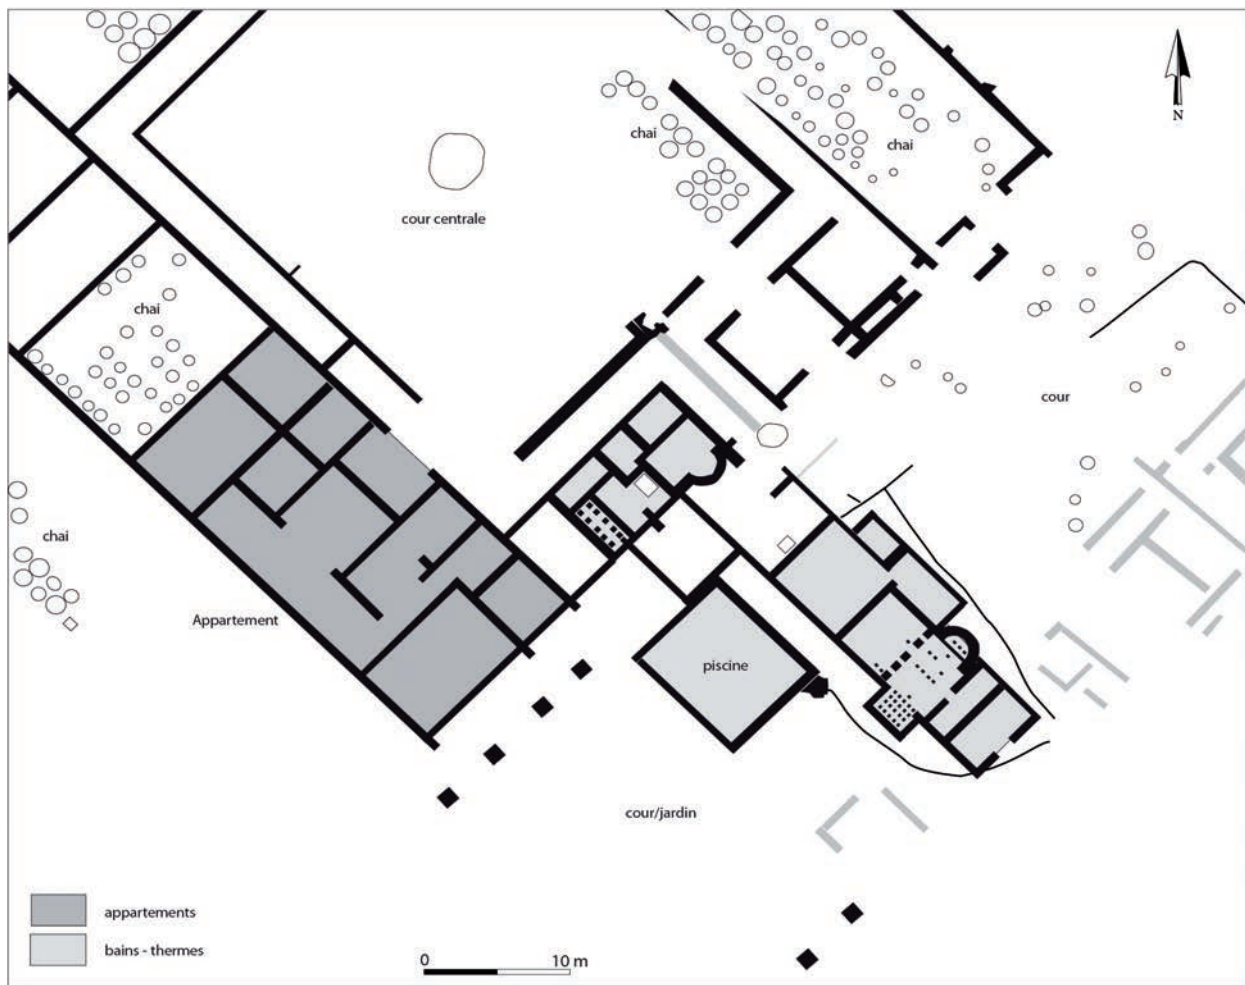 N
chai
chai
cour centrale
chai
cour
chai
Appartement
piscine
cour/jardin
appartements
bains - thermes
0 10 m